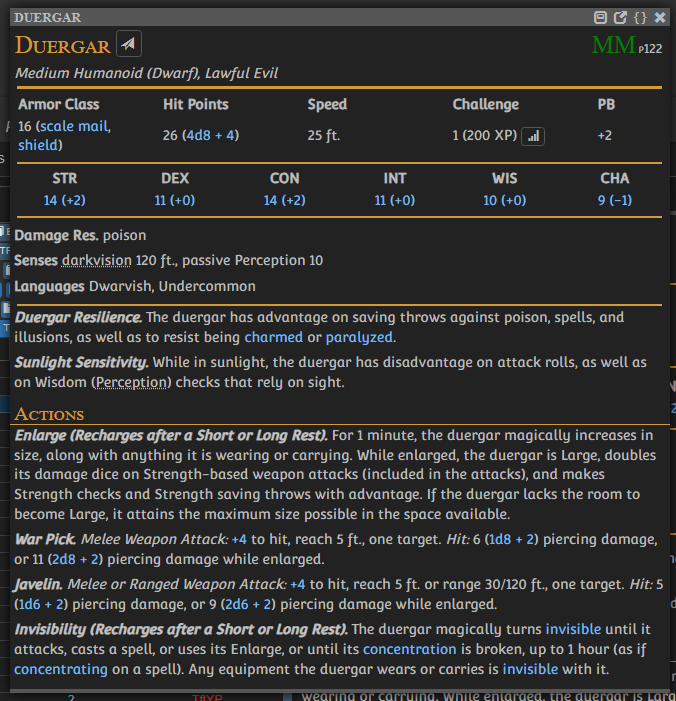 DUERGAR
DUERGAR
MM P122
Medium Humanoid (Dwarf), Lawful Evil
Armor Class Hit Points Speed Challenge PB
16 (scale mail, shield) 26 (4d8 + 4) 25 ft. 1 (200 XP) +2
STR DEX CON INT WIS CHA
14 (+2) 11 (+0) 14 (+2) 11 (+0) 10 (+0) 9 (−1)
Damage Res. poison
Senses darkvision 120 ft., passive Perception 10
Languages Dwarvish, Undercommon
Duergar Resilience. The duergar has advantage on saving throws against poison, spells, and
illusions, as well as to resist being charmed or paralyzed.
Sunlight Sensitivity. While in sunlight, the duergar has disadvantage on attack rolls, as well as
on Wisdom (Perception) checks that rely on sight.
ACTIONS
Enlarge (Recharges after a Short or Long Rest). For 1 minute, the duergar magically increases in
size, along with anything it is wearing or carrying. While enlarged, the duergar is Large, doubles
its damage dice on Strength-based weapon attacks (included in the attacks), and makes
Strength checks and Strength saving throws with advantage. If the duergar lacks the room to
become Large, it attains the maximum size possible in the space available.
War Pick. Melee Weapon Attack: +4 to hit, reach 5 ft., one target. Hit: 6 (1d8 + 2) piercing damage,
or 11 (2d8 + 2) piercing damage while enlarged.
Javelin. Melee or Ranged Weapon Attack: +4 to hit, reach 5 ft. or range 30/120 ft., one target. Hit: 5
(1d6 + 2) piercing damage, or 9 (2d6 + 2) piercing damage while enlarged.
Invisibility (Recharges after a Short or Long Rest). The duergar magically turns invisible until it
attacks, casts a spell, or uses its Enlarge, or until its concentration is broken, up to 1 hour (as if
concentrating on a spell). Any equipment the duergar wears or carries is invisible with it.
wearing or carrying. While enlarged, the duergar is Larg